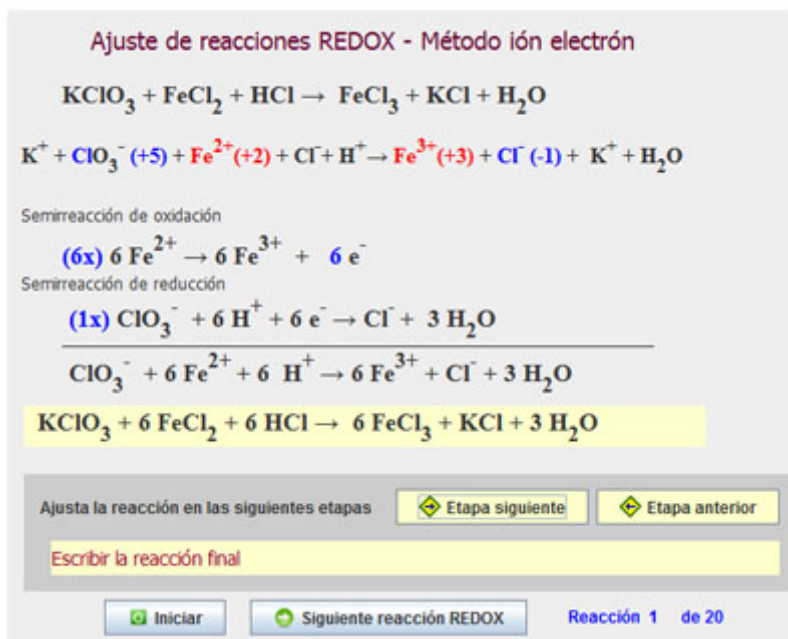 Ajuste de reacciones REDOX - Método ión electrón
KClO₃ + FeCl₂ + HCl → FeCl₃ + KCl + H₂O
K⁺ + ClO₃⁻ (+5) + Fe²⁺(+2) + Cl⁻+ H⁺→ Fe³⁺(+3) + Cl⁻ (-1) + K⁺ + H₂O
Semirreacción de oxidación
(6x) 6 Fe²⁺ → 6 Fe³⁺ + 6 e⁻
Semirreacción de reducción
(1x) ClO₃⁻ + 6 H⁺ + 6 e⁻ → Cl⁻ + 3 H₂O
ClO₃⁻ + 6 Fe²⁺ + 6 H⁺ → 6 Fe³⁺ + Cl⁻ + 3 H₂O
KClO₃ + 6 FeCl₂ + 6 HCl → 6 FeCl₃ + KCl + 3 H₂O
Ajusta la reacción en las siguientes etapas Etapa siguiente Etapa anterior
Escribir la reacción final
Iniciar Siguiente reacción REDOX Reacción 1 de 20